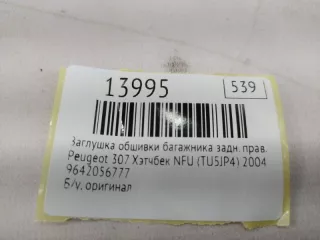 13995
539
Заглушка обшивки багажника задн. прав.
Peugeot 307 Хэтчбек NFU (TU5JP4) 2004
9642056777
Б/у, оригинал